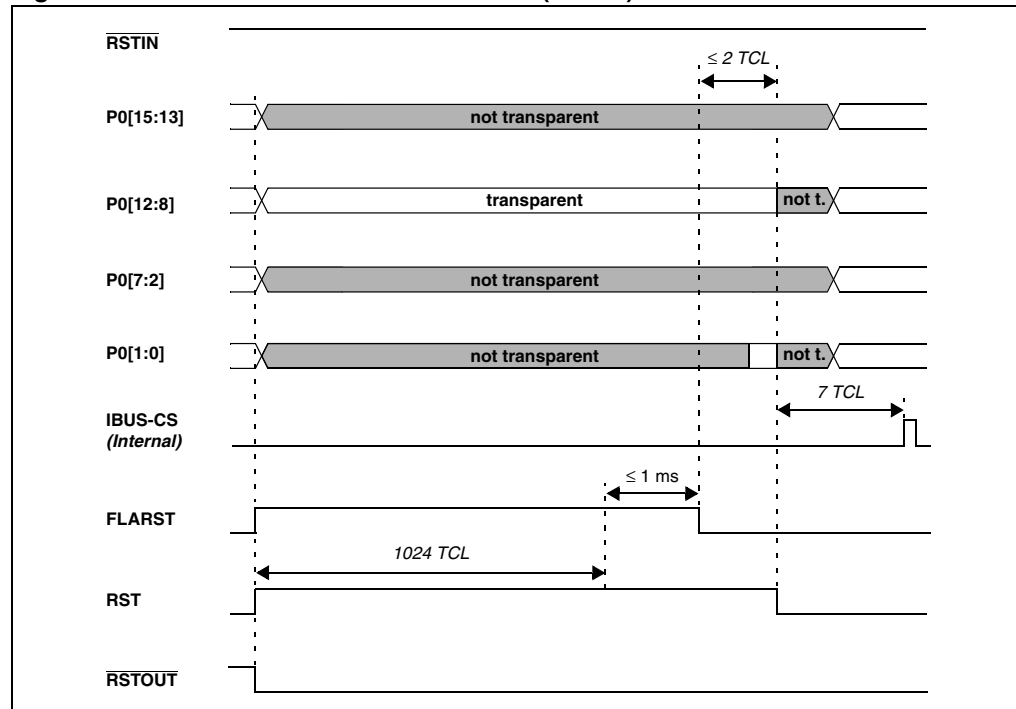 RSTIN
≤ 2 TCL
P0[15:13] not transparent
P0[12:8] transparent not t.
P0[7:2] not transparent
P0[1:0] not transparent not t.
7 TCL
IBUS-CS
(Internal)
≤ 1 ms
FLARST
1024 TCL
RST
RSTOUT